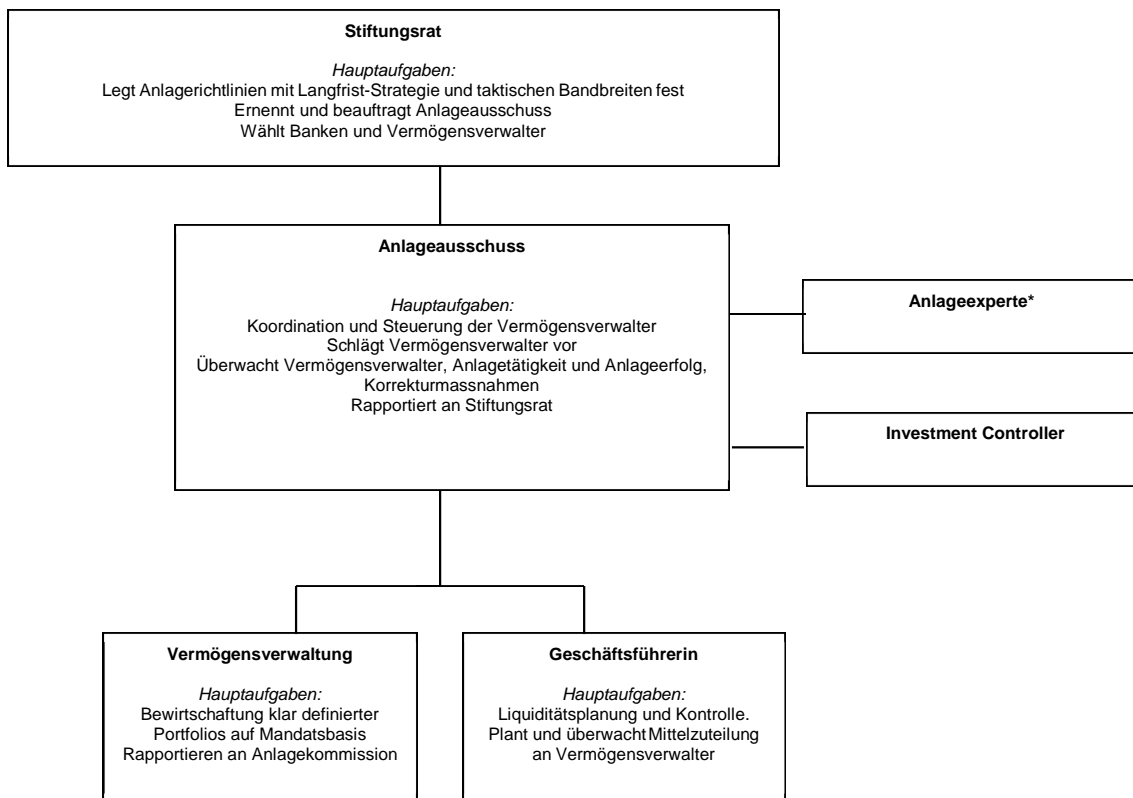 Stiftungsrat
Hauptaufgaben:
Legt Anlagerichtlinien mit Langfrist-Strategie und taktischen Bandbreiten fest
Ernennt und beauftragt Anlageausschuss
Wählt Banken und Vermögensverwalter
Anlageausschuss
Hauptaufgaben:
Koordination und Steuerung der Vermögensverwalter
Schlägt Vermögensverwalter vor
Überwacht Vermögensverwalter, Anlagetätigkeit und Anlageerfolg,
Korrekturmassnahmen
Rapportiert an Stiftungsrat
Anlageexperte*
Investment Controller
Vermögensverwaltung
Hauptaufgaben:
Bewirtschaftung klar definierter
Portfolios auf Mandatsbasis
Rapportieren an Anlagekommission
Geschäftsführerin
Hauptaufgaben:
Liquiditätsplanung und Kontrolle.
Plant und überwacht Mittelzuteilung
an Vermögensverwalter